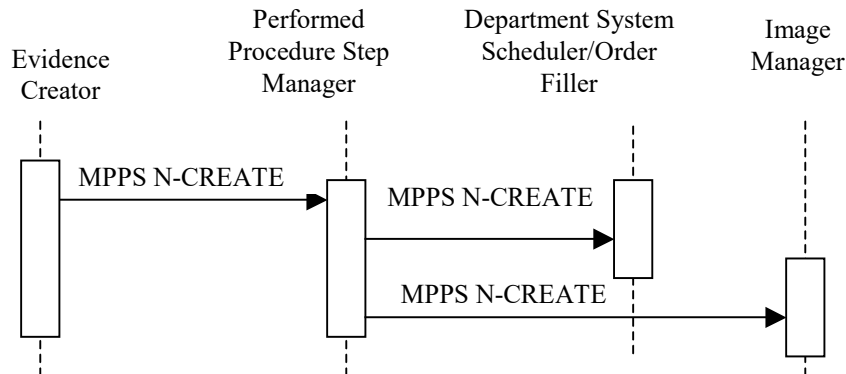 Evidence
Creator
Performed
Procedure Step
Manager
Department System
Scheduler/Order
Filler
Image
Manager
MPPS N-CREATE
MPPS N-CREATE
MPPS N-CREATE